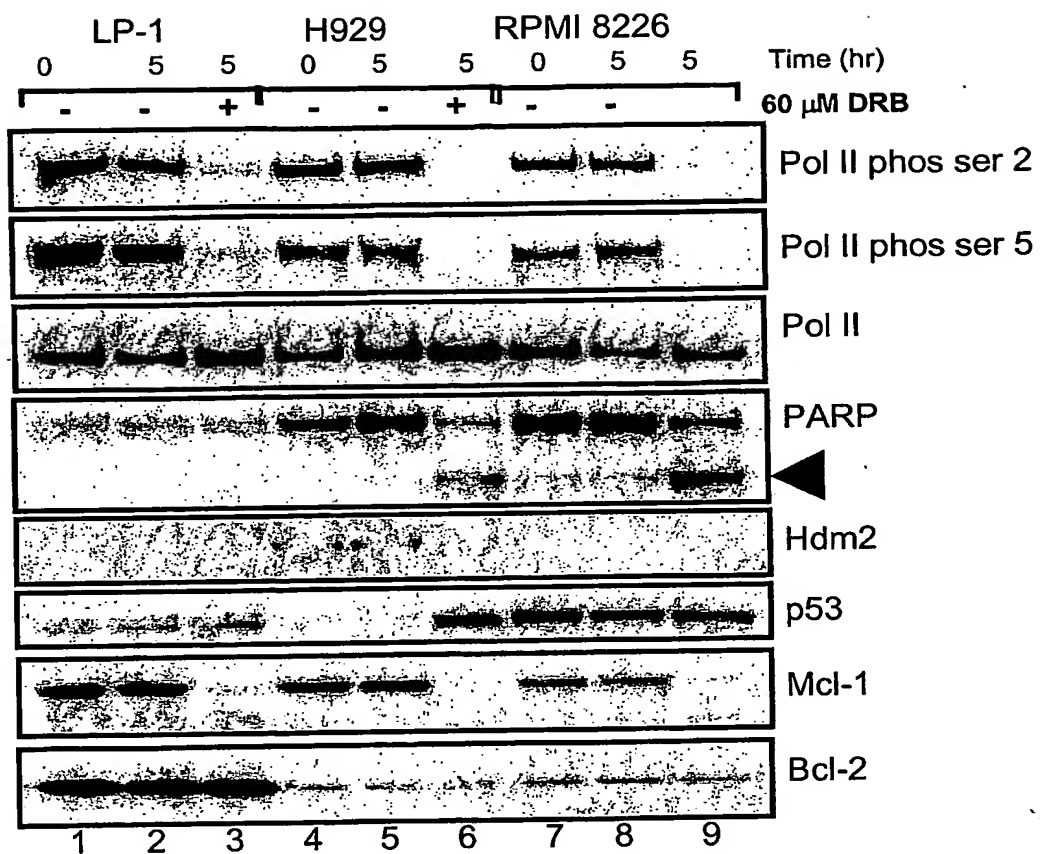 LP-1 H929 RPMI 8226
0 5 5 0 5 5 0 5 5 Time (hr)
- - + - - + - - 60 µM DRB
Pol II phos ser 2
Pol II phos ser 5
Pol II
PARP
Hdm2
p53
Mcl-1
Bcl-2
1 2 3 4 5 6 7 8 9